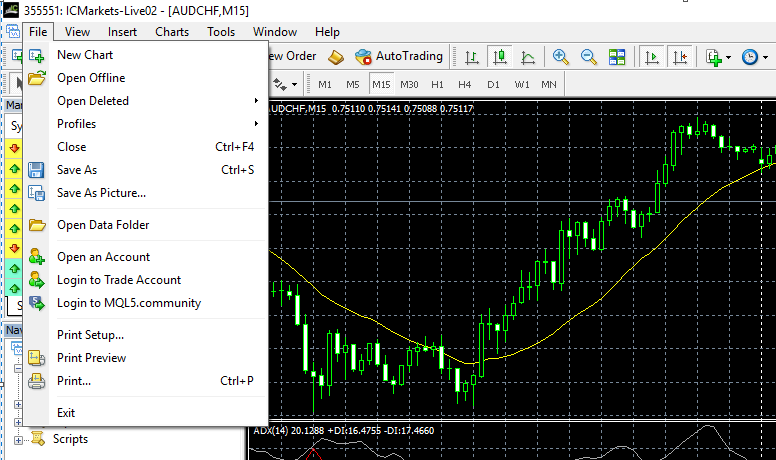 355551: ICMarkets-Live02 - [AUDCHF,M15]
File View Insert Charts Tools Window Help
New Chart
Open Offline
Open Deleted
Profiles
Close Ctrl+F4
Save As Ctrl+S
Save As Picture...
Open Data Folder
Open an Account
Login to Trade Account
Login to MQL5.community
Print Setup...
Print Preview
Print... Ctrl+P
Exit
ew Order AutoTrading
M1 M5 M15 M30 H1 H4 D1 W1 MN
Mar
Sy
S
Nav
Scripts
AUDCHF,M15 0.75110 0.75141 0.75088 0.75117
ADX(14) 20.1288 +DI:16.4755 -DI:17.4660